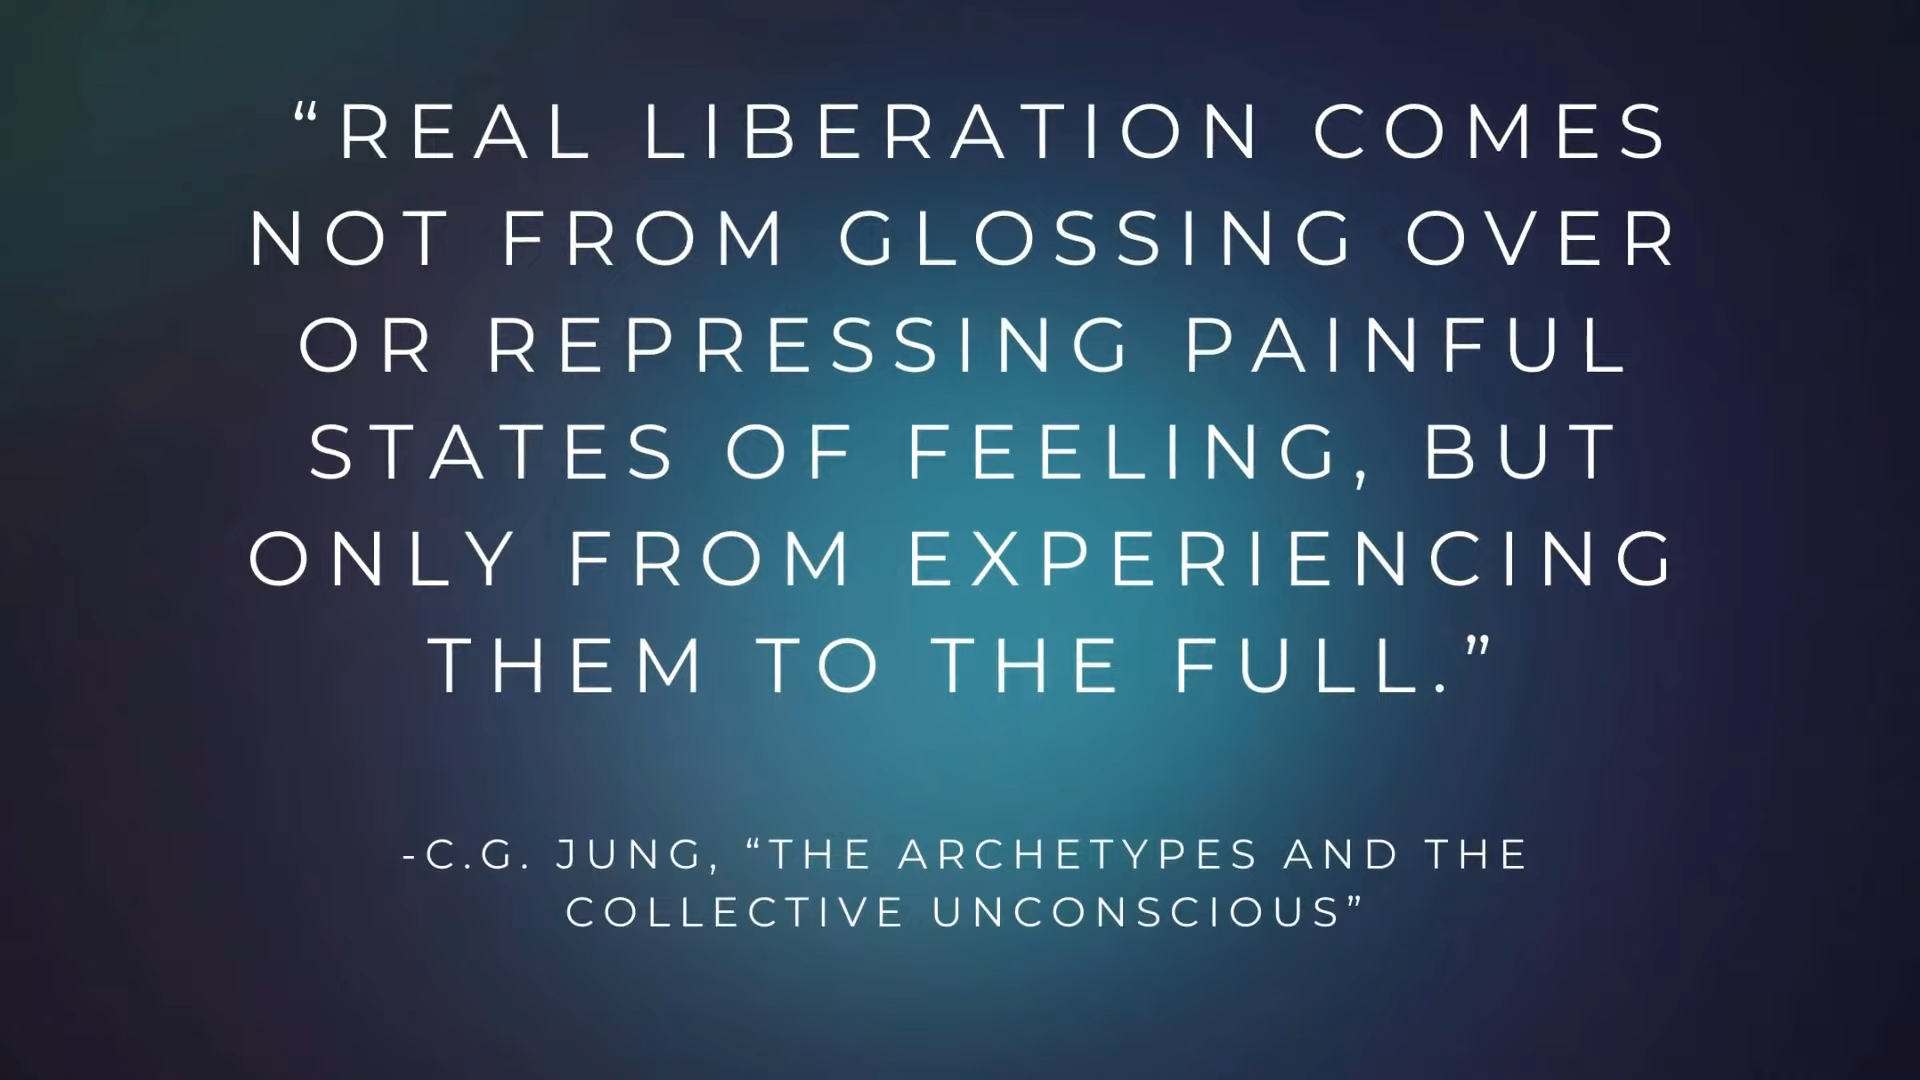 “REAL LIBERATION COMES
NOT FROM GLOSSING OVER
OR REPRESSING PAINFUL
STATES OF FEELING, BUT
ONLY FROM EXPERIENCING
THEM TO THE FULL.”
-C.G. JUNG, “THE ARCHETYPES AND THE
COLLECTIVE UNCONSCIOUS”